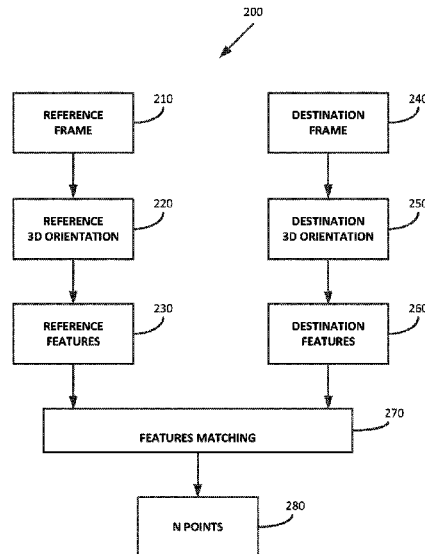 200
210
REFERENCE
FRAME
240
DESTINATION
FRAME
220
REFERENCE
3D ORIENTATION
250
DESTINATION
3D ORIENTATION
230
REFERENCE
FEATURES
260
DESTINATION
FEATURES
270
FEATURES MATCHING
280
N POINTS